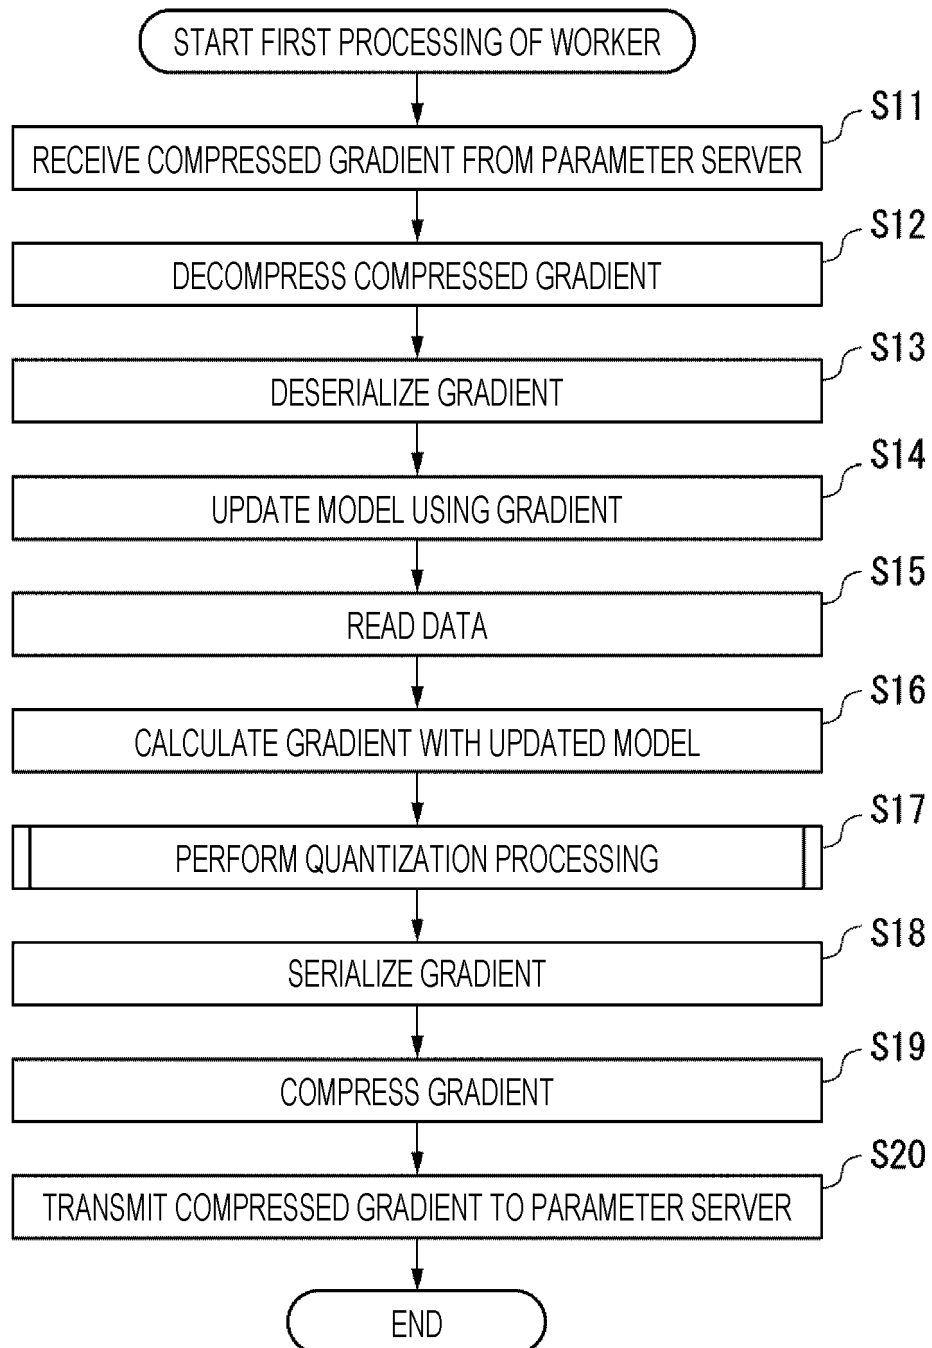 START FIRST PROCESSING OF WORKER
S11
RECEIVE COMPRESSED GRADIENT FROM PARAMETER SERVER
S12
DECOMPRESS COMPRESSED GRADIENT
S13
DESERIALIZE GRADIENT
S14
UPDATE MODEL USING GRADIENT
S15
READ DATA
S16
CALCULATE GRADIENT WITH UPDATED MODEL
S17
PERFORM QUANTIZATION PROCESSING
S18
SERIALIZE GRADIENT
S19
COMPRESS GRADIENT
S20
TRANSMIT COMPRESSED GRADIENT TO PARAMETER SERVER
END